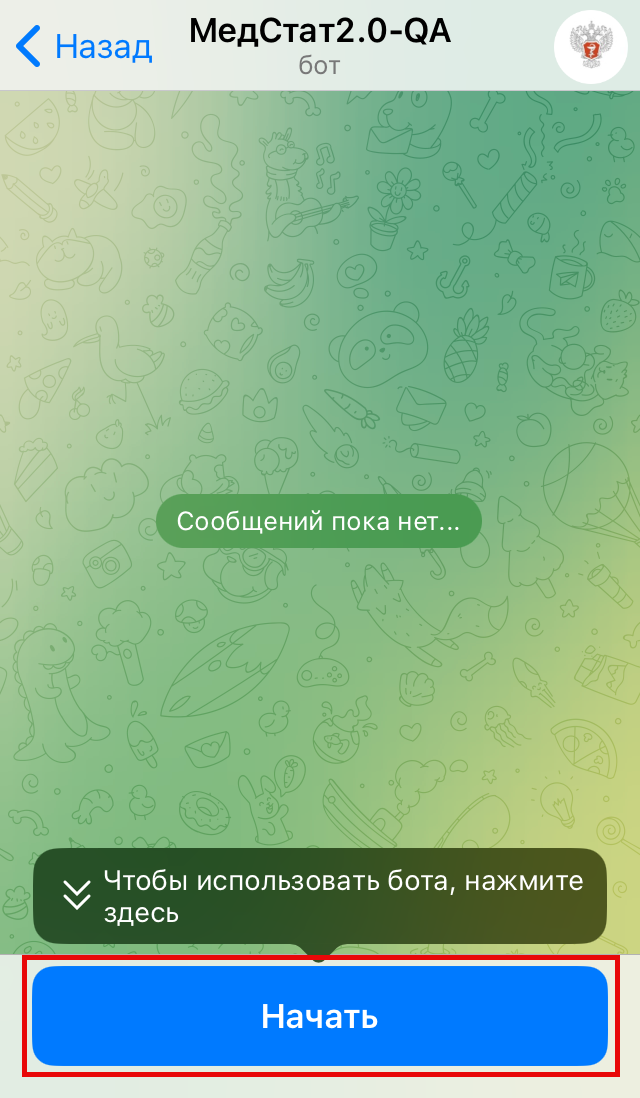 Назад
МедСтат2.0-QA
бот
Сообщений пока нет...
Чтобы использовать бота, нажмите
здесь
Начать